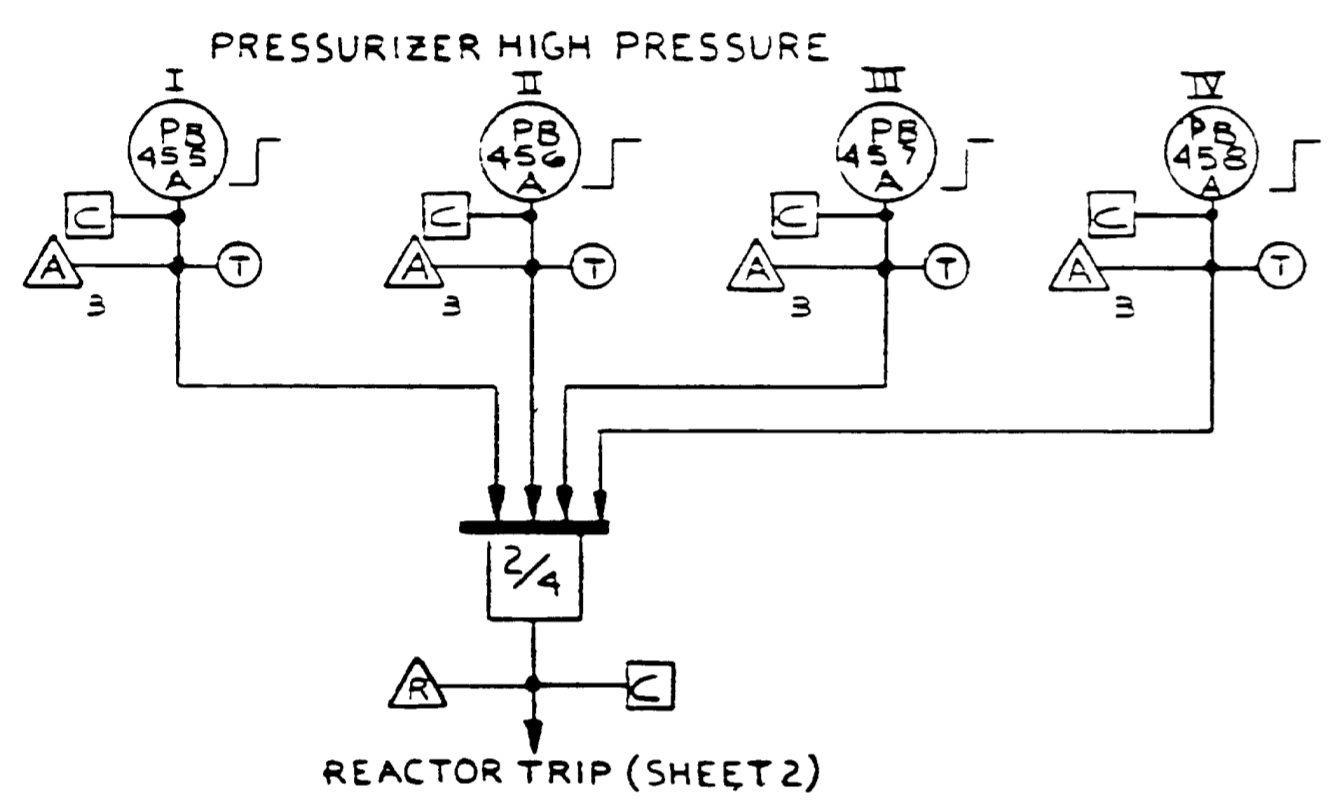 PRESSURIZER HIGH PRESSURE
I II III IV
PB PB PB PB
455 456 457 458
A A A A
C C C C
A T A T A T A T
3 3 3 3
2/4
R C
REACTOR TRIP (SHEET 2)